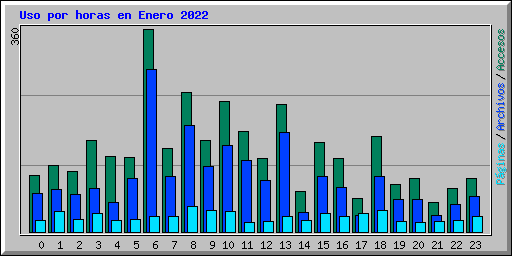 Uso por horas en Enero 2022
360
Páginas / Archivos / Accesos
0 1 2 3 4 5 6 7 8 9 10 11 12 13 14 15 16 17 18 19 20 21 22 23